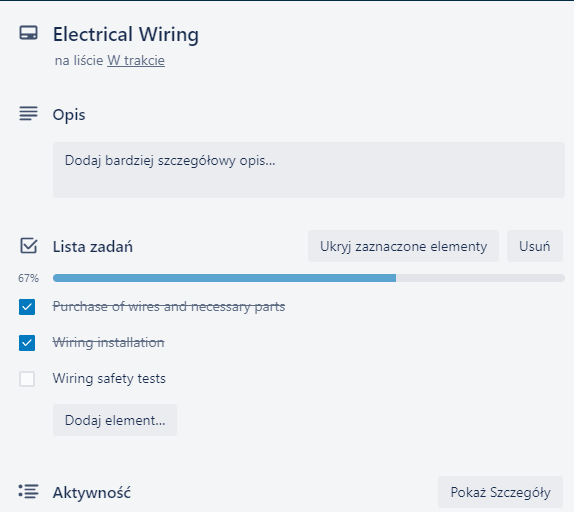 Electrical Wiring
na liście W trakcie
Opis
Dodaj bardziej szczegółowy opis...
Lista zadań Ukryj zaznaczone elementy Usuń
67%
Purchase of wires and necessary parts
Wiring installation
Wiring safety tests
Dodaj element...
Aktywność Pokaż Szczegóły